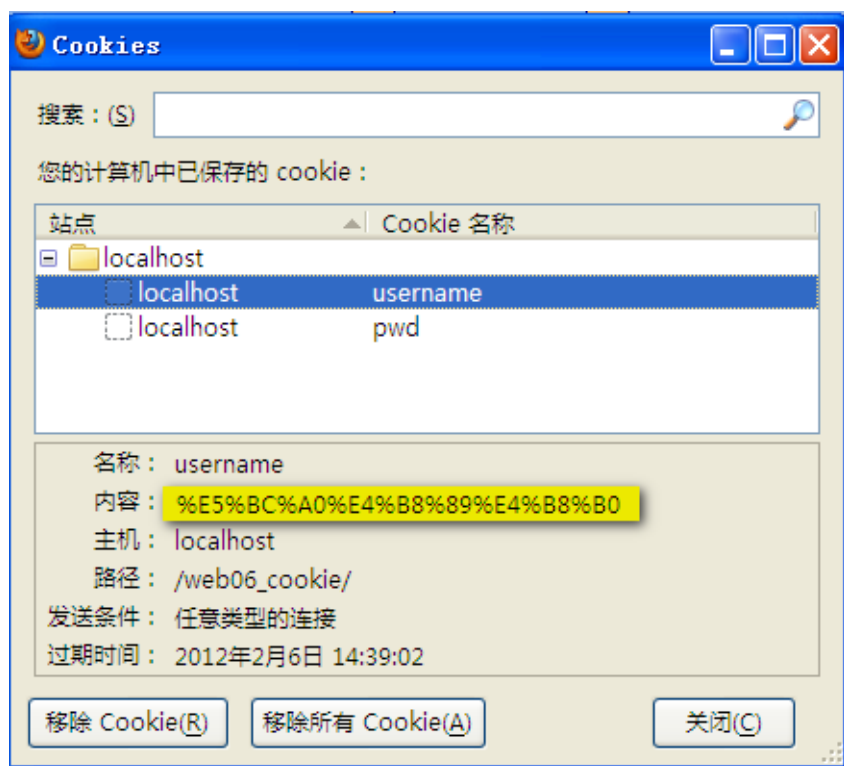 Cookies
搜索：(S)
您的计算机中已保存的 cookie：
站点 Cookie 名称
localhost
localhost username
localhost pwd
名称： username
内容： %E5%BC%A0%E4%B8%89%E4%B8%B0
主机： localhost
路径： /web06_cookie/
发送条件： 任意类型的连接
过期时间： 2012年2月6日 14:39:02
移除 Cookie(R) 移除所有 Cookie(A) 关闭(C)